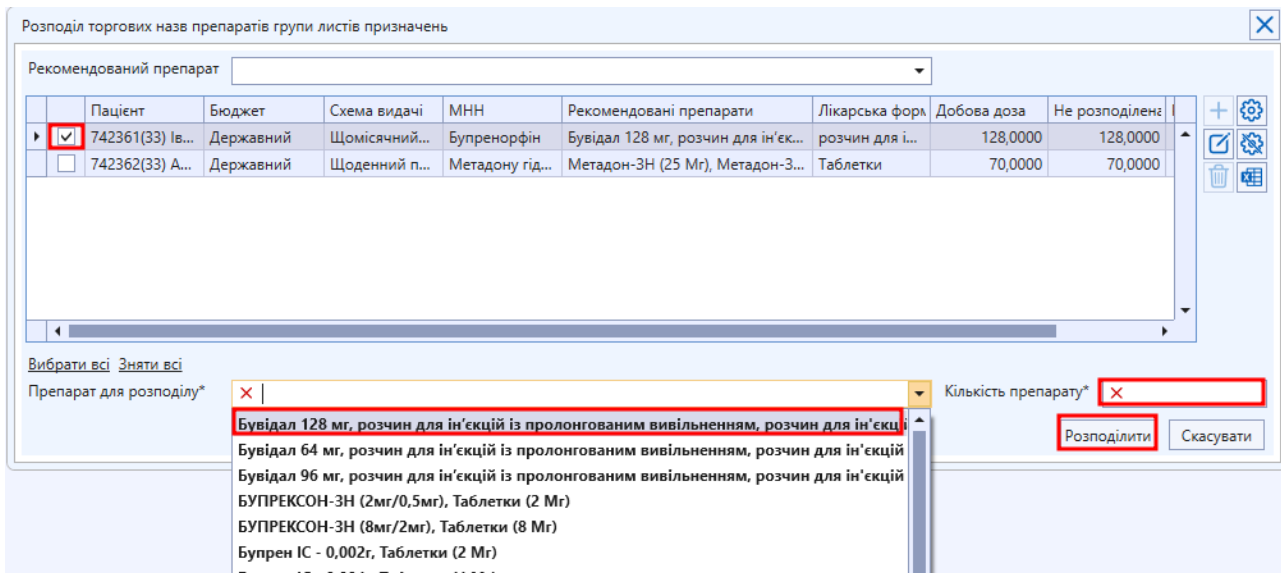 Розподіл торгових назв препаратів групи листів призначень
Рекомендований препарат
Пацієнт Бюджет Схема видачі МНН Рекомендовані препарати Лікарська форм Добова доза Не розподілена
742361(33) Ів... Державний Щомісячний... Бупренорфін Бувідал 128 мг, розчин для ін’єк... розчин для і... 128,0000 128,0000
742362(33) А... Державний Щоденний п... Метадону гід... Метадон-ЗН (25 Мг), Метадон-З... Таблетки 70,0000 70,0000
Вибрати всі Зняти всі
Препарат для розподілу* Кількість препарату*
Бувідал 128 мг, розчин для ін’єкцій із пролонгованим вивільненням, розчин для ін'єкці
Розподілити Скасувати
Бувідал 64 мг, розчин для ін’єкцій із пролонгованим вивільненням, розчин для ін'єкцій
Бувідал 96 мг, розчин для ін’єкцій із пролонгованим вивільненням, розчин для ін'єкцій
БУПРЕКСОН-ЗН (2мг/0,5мг), Таблетки (2 Мг)
БУПРЕКСОН-ЗН (8мг/2мг), Таблетки (8 Мг)
Бупрен ІС - 0,002г, Таблетки (2 Мг)